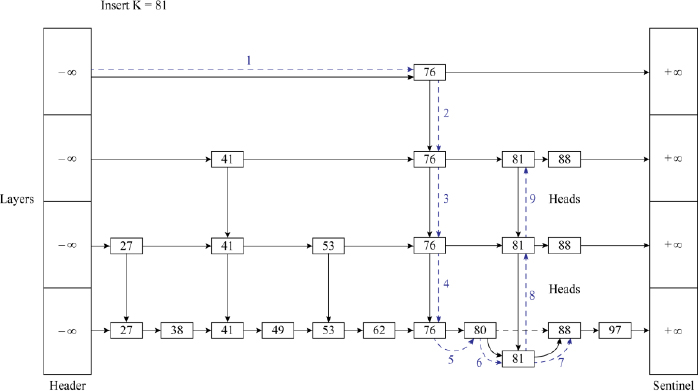 Insert K = 81
1
−∞ 76 +∞
2
−∞ 41 76 81 88 +∞
Layers 3 9 Heads
−∞ 27 41 53 76 81 88 +∞
4 8 Heads
−∞ 27 38 41 49 53 62 76 80 88 97 +∞
5 6 81 7
Header Sentinel